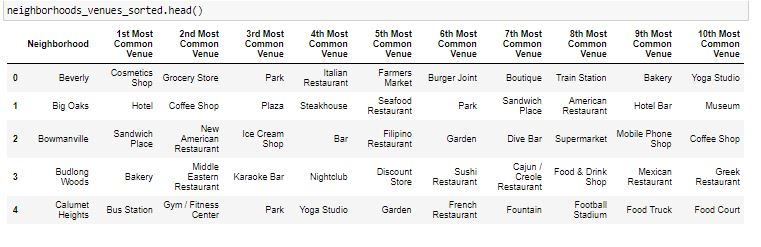 neighborhoods_venues_sorted.head()
Neighborhood 1st Most Common Venue 2nd Most Common Venue 3rd Most Common Venue 4th Most Common Venue 5th Most Common Venue 6th Most Common Venue 7th Most Common Venue 8th Most Common Venue 9th Most Common Venue 10th Most Common Venue
0 Beverly Cosmetics Shop Grocery Store Park Italian Restaurant Farmers Market Burger Joint Boutique Train Station Bakery Yoga Studio
1 Big Oaks Hotel Coffee Shop Plaza Steakhouse Seafood Restaurant Park Sandwich Place American Restaurant Hotel Bar Museum
2 Bowmanville Sandwich Place New American Restaurant Ice Cream Shop Bar Filipino Restaurant Garden Dive Bar Supermarket Mobile Phone Shop Coffee Shop
3 Budlong Woods Bakery Middle Eastern Restaurant Karaoke Bar Nightclub Discount Store Sushi Restaurant Cajun / Creole Restaurant Food & Drink Shop Mexican Restaurant Greek Restaurant
4 Calumet Heights Bus Station Gym / Fitness Center Park Yoga Studio Garden French Restaurant Fountain Football Stadium Food Truck Food Court